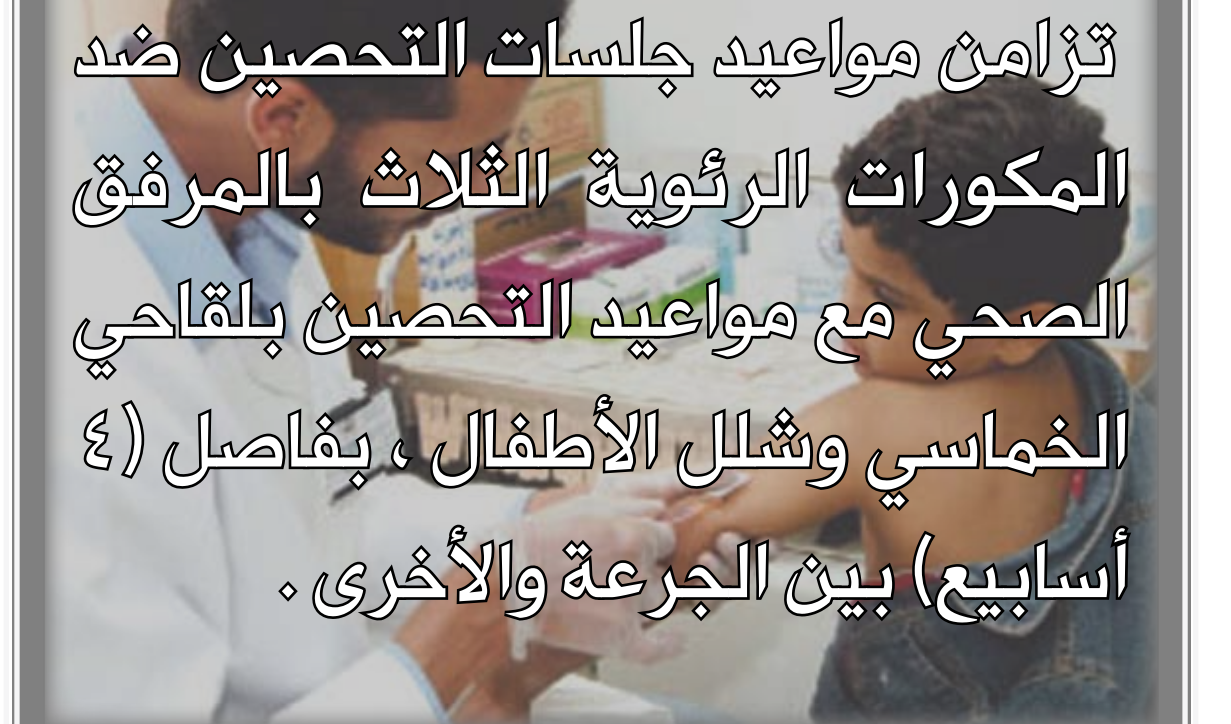 تزامن مواعيد جلسات التحصين ضد
المكورات الرئوية الثلاث بالمرفق
الصحي مع مواعيد التحصين بلقاحي
الخماسي وشلل الأطفال ، بفاصل (٤
أسابيع) بين الجرعة والأخرى .